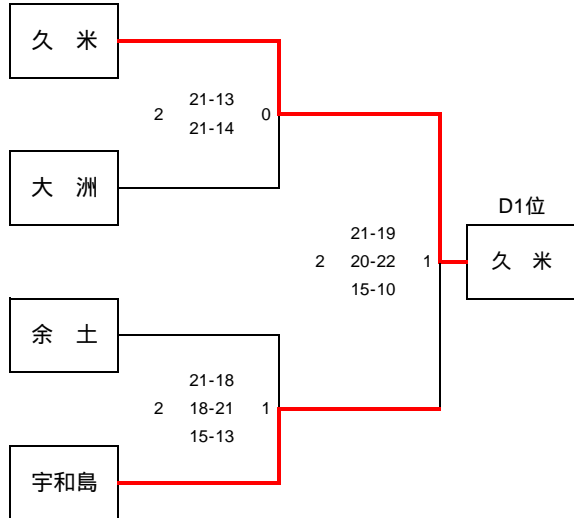 久 米
2 21-13 0
21-14
大 洲
D1位
21-19
2 20-22 1
15-10
久 米
余 土
21-18
2 18-21 1
15-13
宇和島